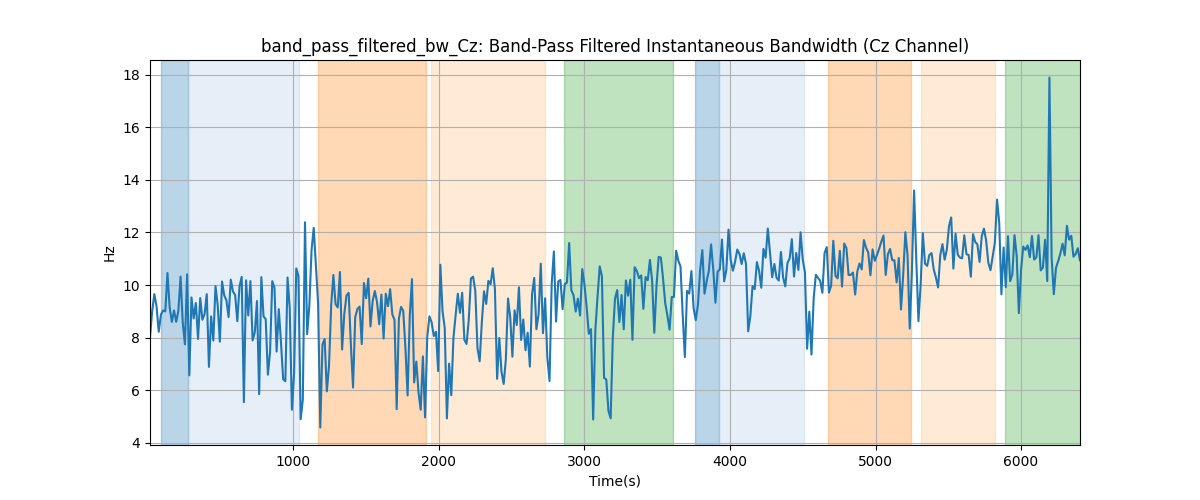 band_pass_filtered_bw_Cz: Band-Pass Filtered Instantaneous Bandwidth (Cz Channel)
18
16
14
12
10
8
6
4
Hz
1000 2000 3000 4000 5000 6000
Time(s)